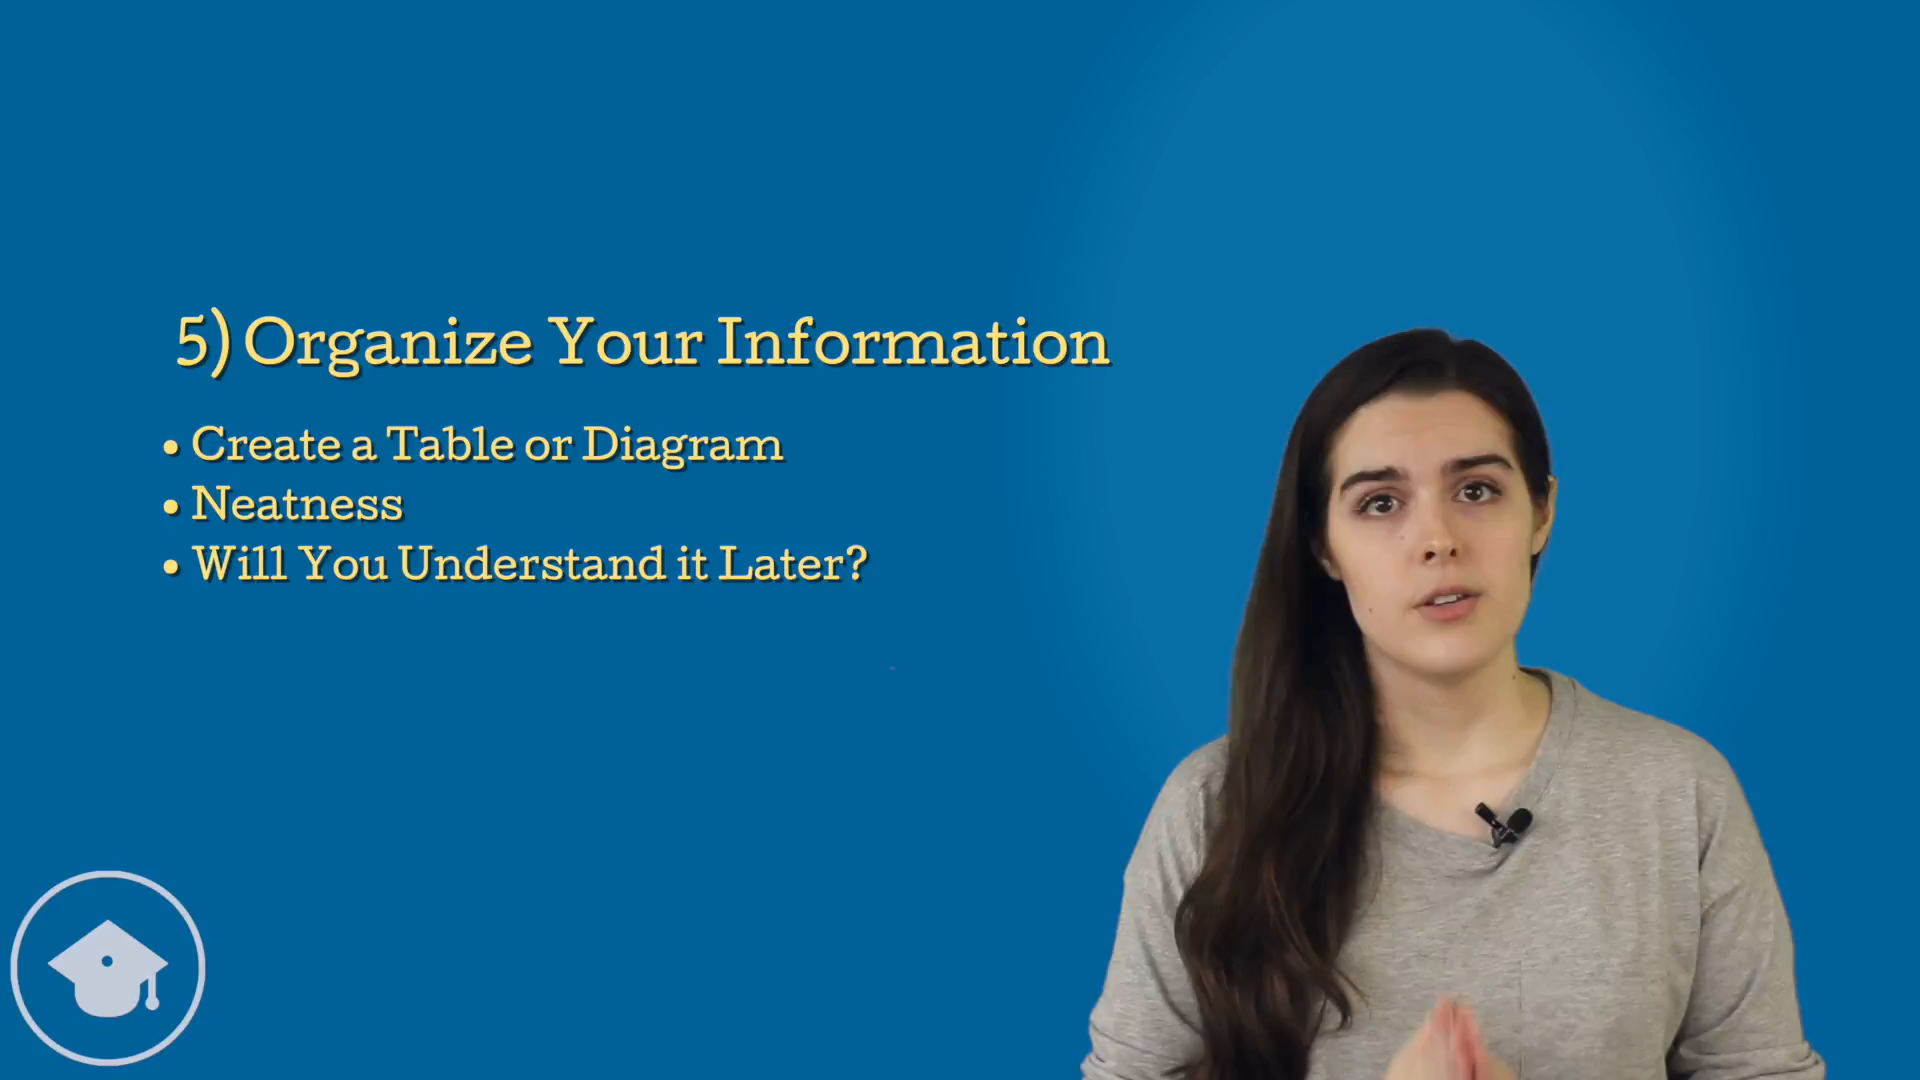 5) Organize Your Information
• Create a Table or Diagram
• Neatness
• Will You Understand it Later?